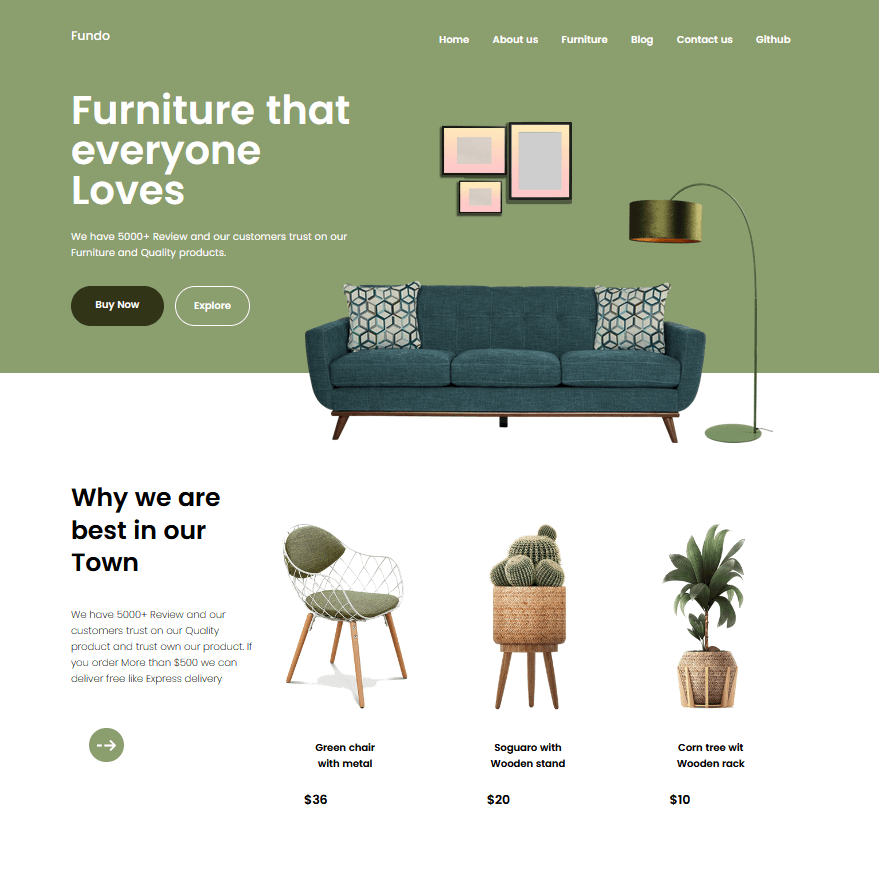 Fundo
Home About us Furniture Blog Contact us Github
Furniture that
everyone
Loves
We have 5000+ Review and our customers trust on our
Furniture and Quality products.
Buy Now Explore
Why we are
best in our
Town
We have 5000+ Review and our
customers trust on our Quality
product and trust own our product. If
you order More than $500 we can
deliver free like Express delivery
Green chair
with metal
$36
Soguaro with
Wooden stand
$20
Corn tree wit
Wooden rack
$10